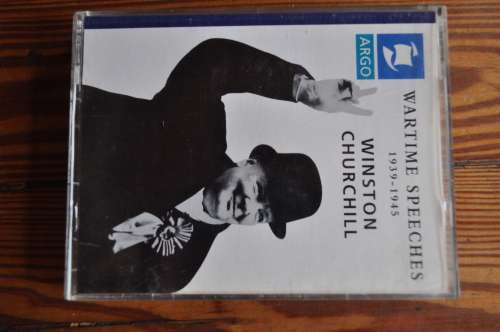 ARGO
WARTIME SPEECHES
1939-1945
WINSTON
CHURCHILL